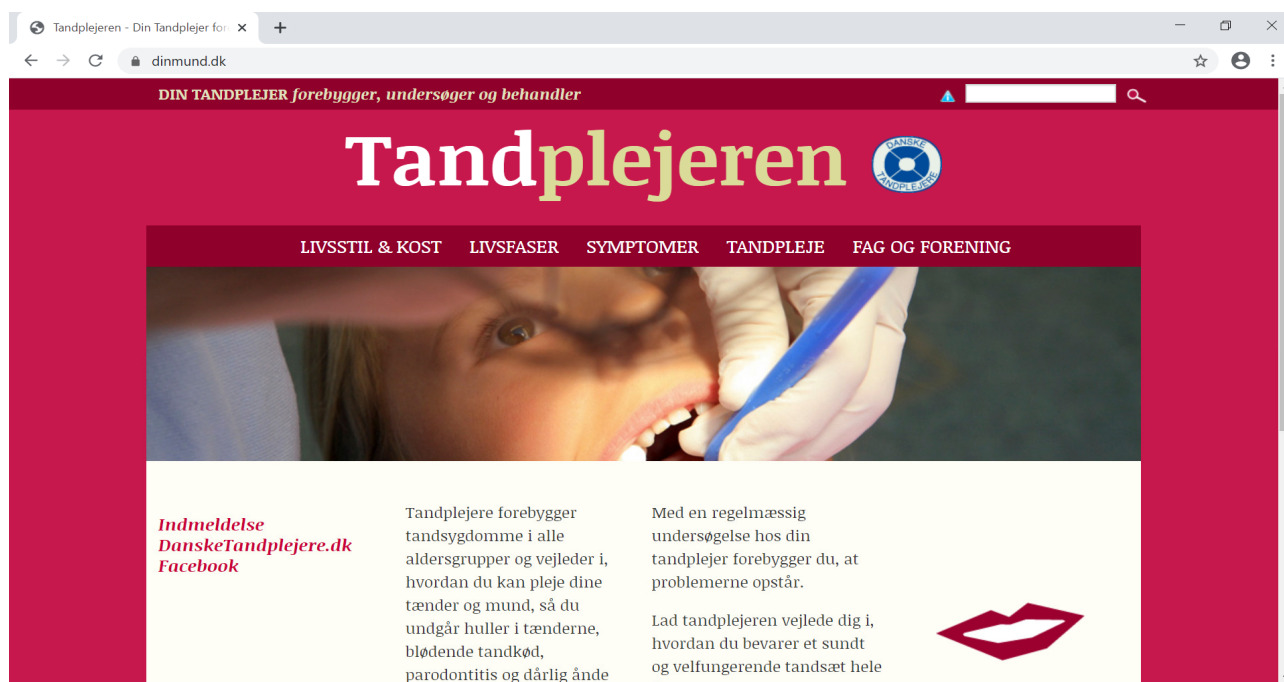 Tandplejeren - Din Tandplejer for
dinmund.dk
DIN TANDPLEJER forebygger, undersøger og behandler
Tandplejeren
DANSKE
TANDPLEJERE
LIVSSTIL & KOST LIVSFASER SYMPTOMER TANDPLEJE FAG OG FORENING
Indmeldelse
DanskeTandplejere.dk
Facebook
Tandplejere forebygger
tandsygdomme i alle
aldersgrupper og vejleder i,
hvordan du kan pleje dine
tænder og mund, så du
undgår huller i tænderne,
blødende tandkød,
parodontitis og dårlig ånde
Med en regelmæssig
undersøgelse hos din
tandplejer forebygger du, at
problemerne opstår.
Lad tandplejeren vejlede dig i,
hvordan du bevarer et sundt
og velfungerende tandsæt hele